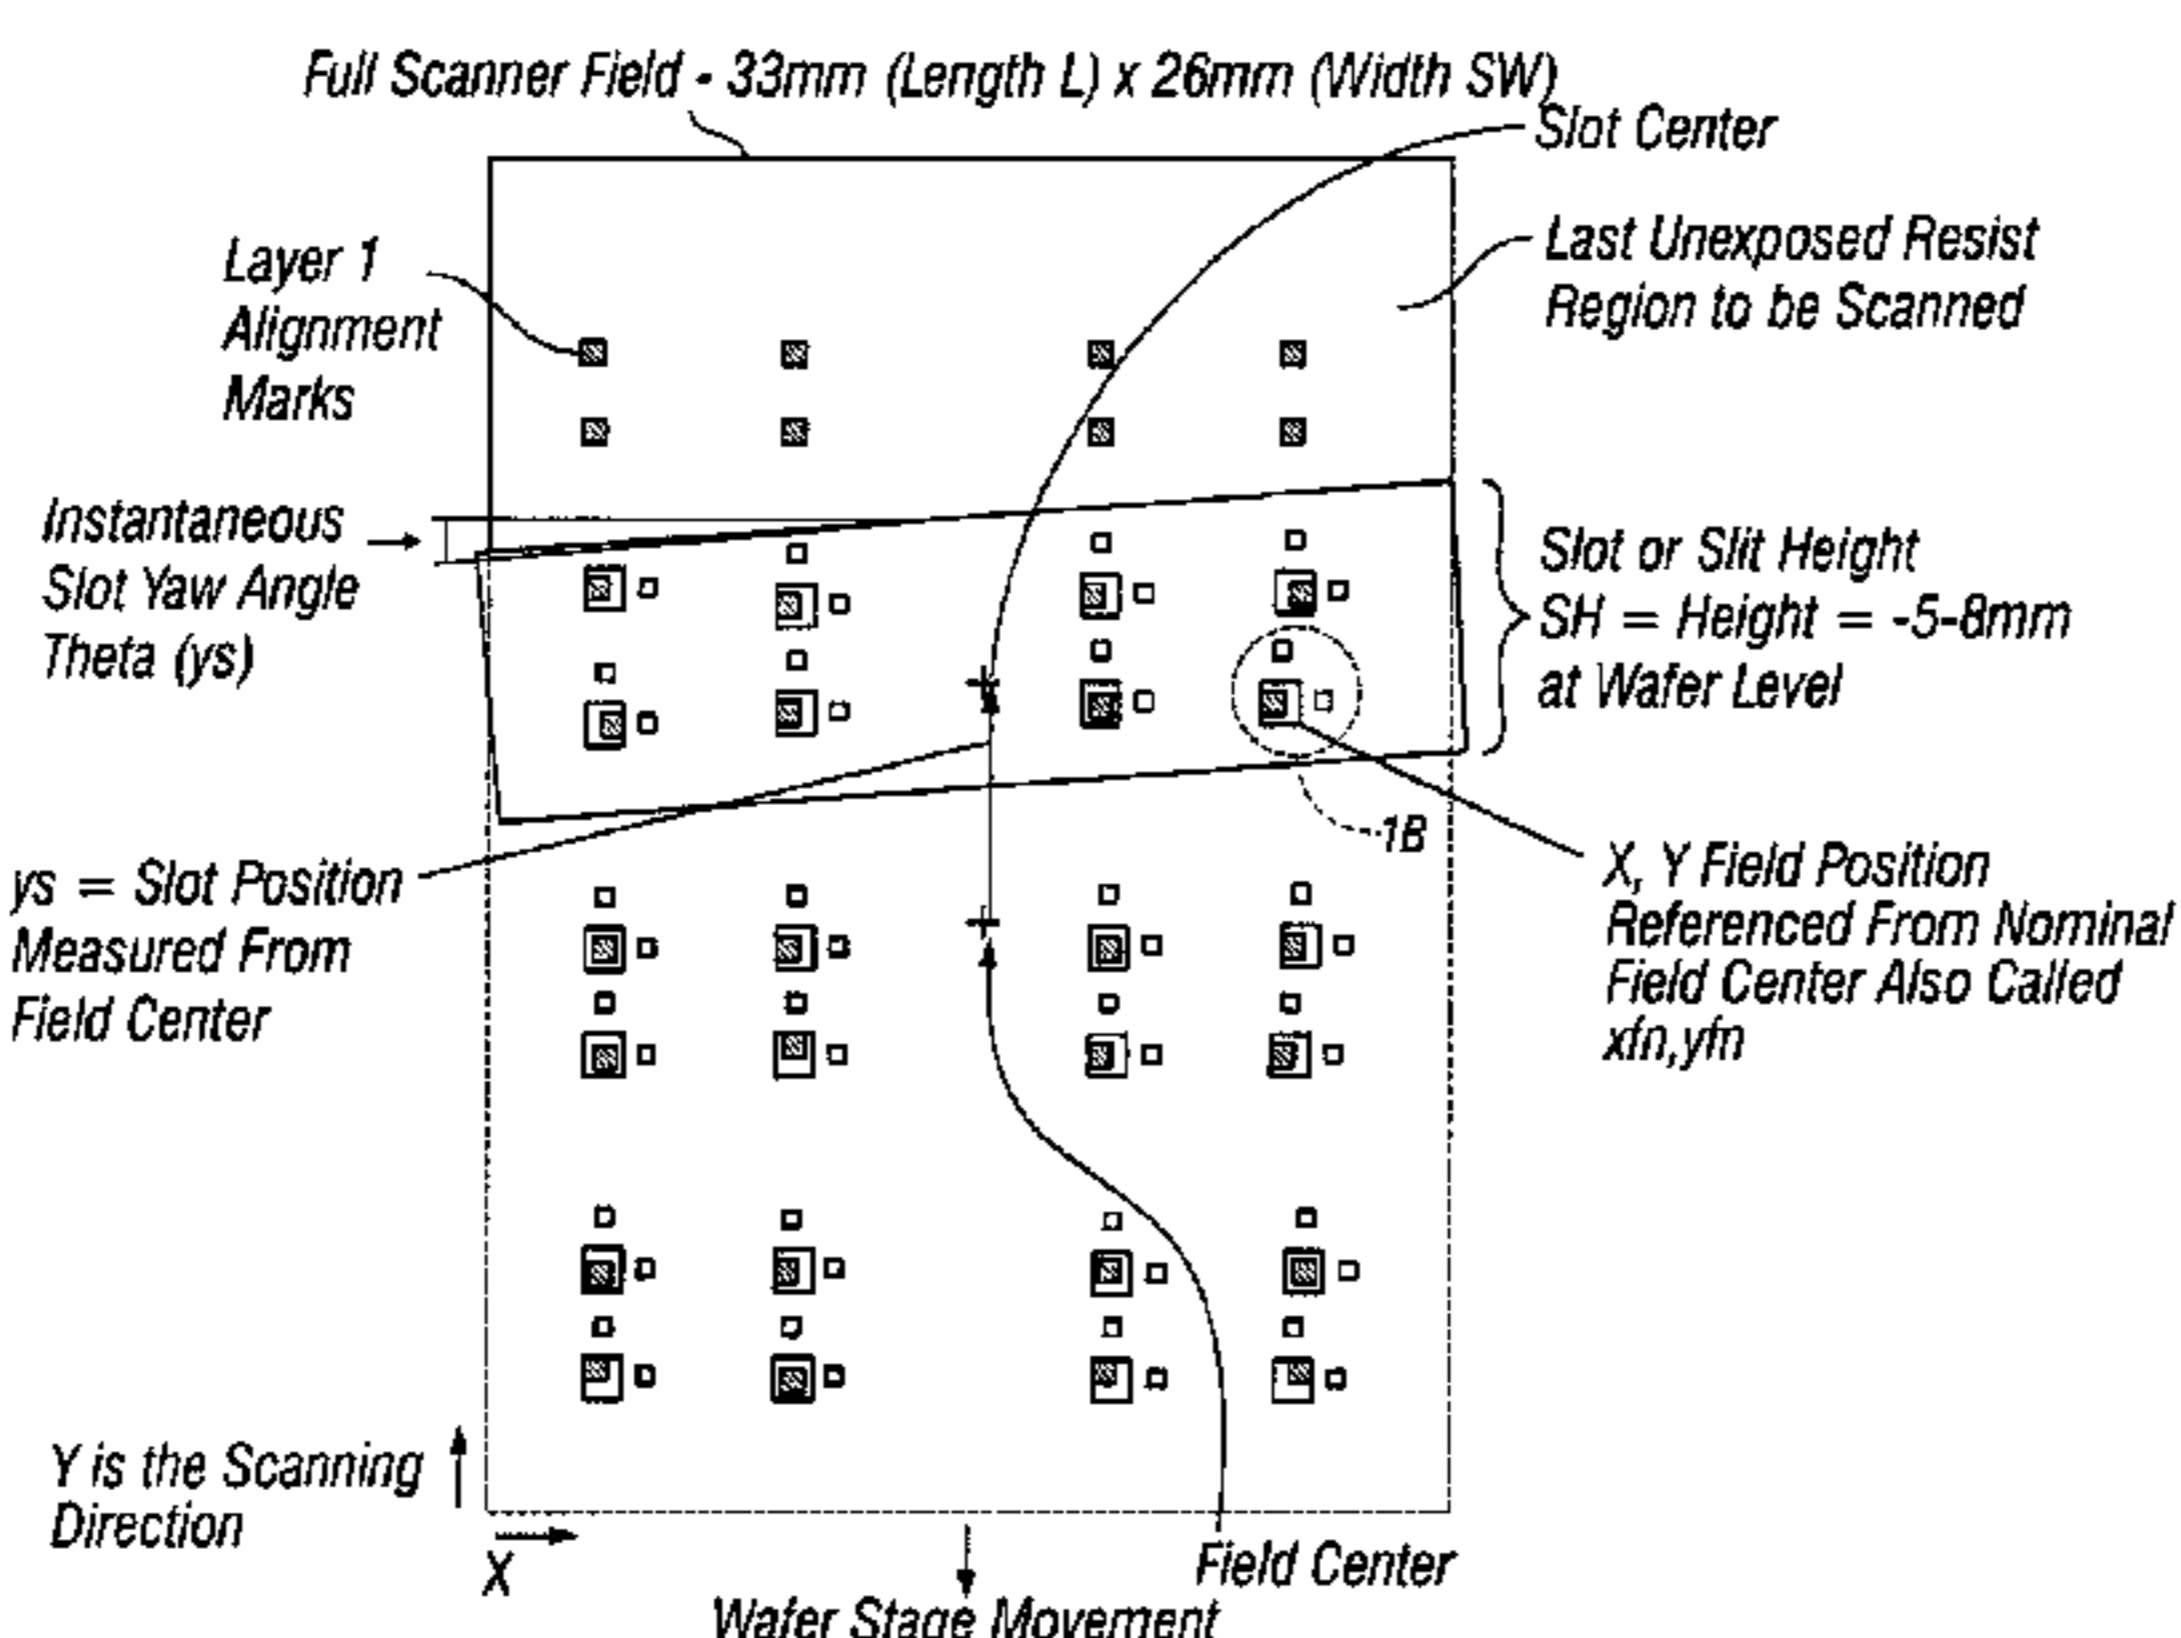 Full Scanner Field - 33mm (Length L) x 26mm (Width SW)
Slot Center
Last Unexposed Resist
Region to be Scanned
Layer 1
Alignment
Marks
Instantaneous
Slot Yaw Angle
Theta (ys)
Slot or Slit Height
SH = Height = -5-8mm
at Wafer Level
1B
ys = Slot Position
Measured From
Field Center
X, Y Field Position
Referenced From Nominal
Field Center Also Called
xfn,yfn
Y is the Scanning
Direction
X
Field Center
Wafer Stage Movement